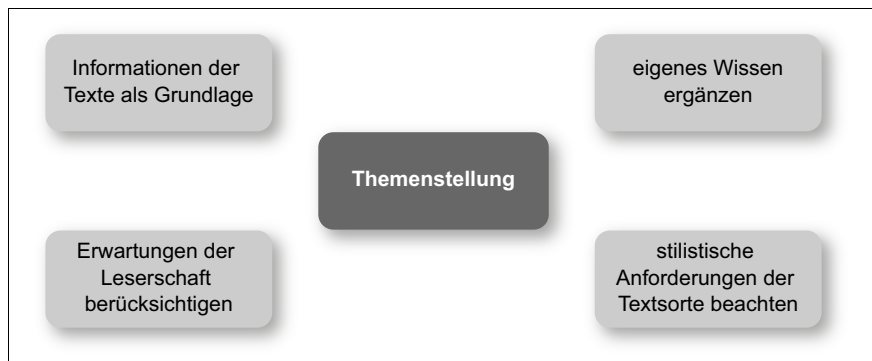 Informationen der
Texte als Grundlage
eigenes Wissen
ergänzen
Themenstellung
Erwartungen der
Leserschaft
berücksichtigen
stilistische
Anforderungen der
Textsorte beachten